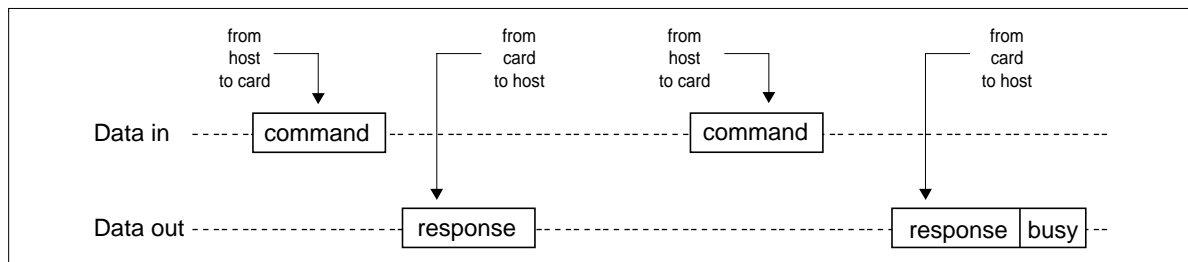 from
host
to card
from
card
to host
from
host
to card
from
card
to host
Data in
command
command
Data out
response
response
busy